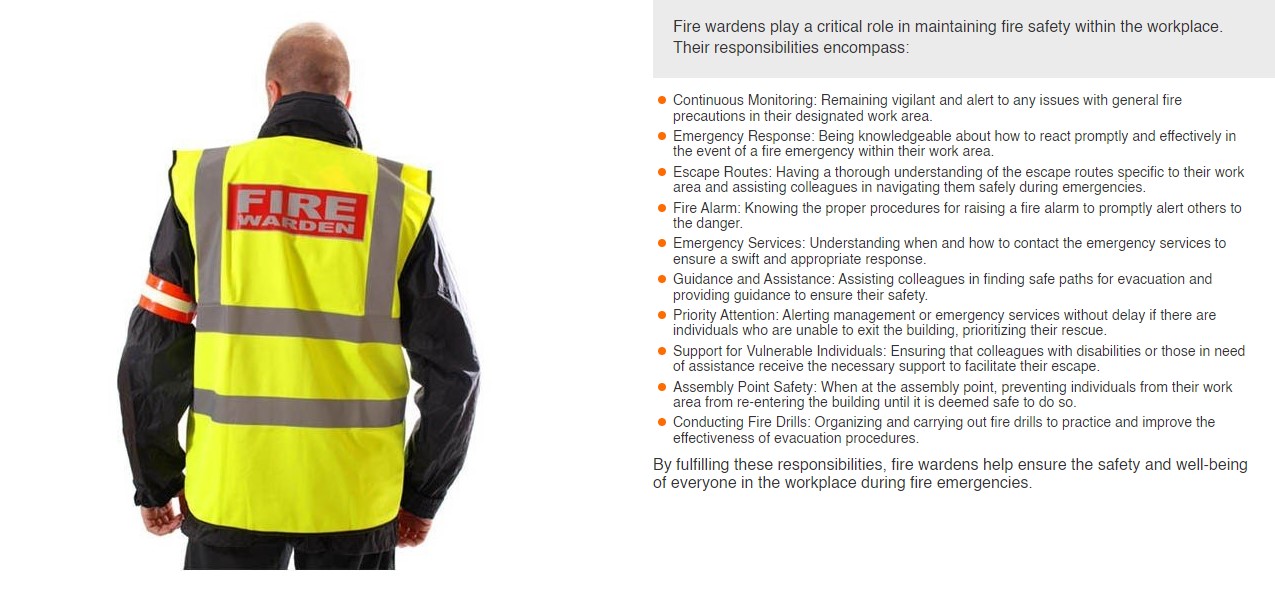 FIRE
WARDEN
Fire wardens play a critical role in maintaining fire safety within the workplace.
Their responsibilities encompass:
Continuous Monitoring: Remaining vigilant and alert to any issues with general fire
precautions in their designated work area.
Emergency Response: Being knowledgeable about how to react promptly and effectively in
the event of a fire emergency within their work area.
Escape Routes: Having a thorough understanding of the escape routes specific to their work
area and assisting colleagues in navigating them safely during emergencies.
Fire Alarm: Knowing the proper procedures for raising a fire alarm to promptly alert others to
the danger.
Emergency Services: Understanding when and how to contact the emergency services to
ensure a swift and appropriate response.
Guidance and Assistance: Assisting colleagues in finding safe paths for evacuation and
providing guidance to ensure their safety.
Priority Attention: Alerting management or emergency services without delay if there are
individuals who are unable to exit the building, prioritizing their rescue.
Support for Vulnerable Individuals: Ensuring that colleagues with disabilities or those in need
of assistance receive the necessary support to facilitate their escape.
Assembly Point Safety: When at the assembly point, preventing individuals from their work
area from re-entering the building until it is deemed safe to do so.
Conducting Fire Drills: Organizing and carrying out fire drills to practice and improve the
effectiveness of evacuation procedures.
By fulfilling these responsibilities, fire wardens help ensure the safety and well-being
of everyone in the workplace during fire emergencies.